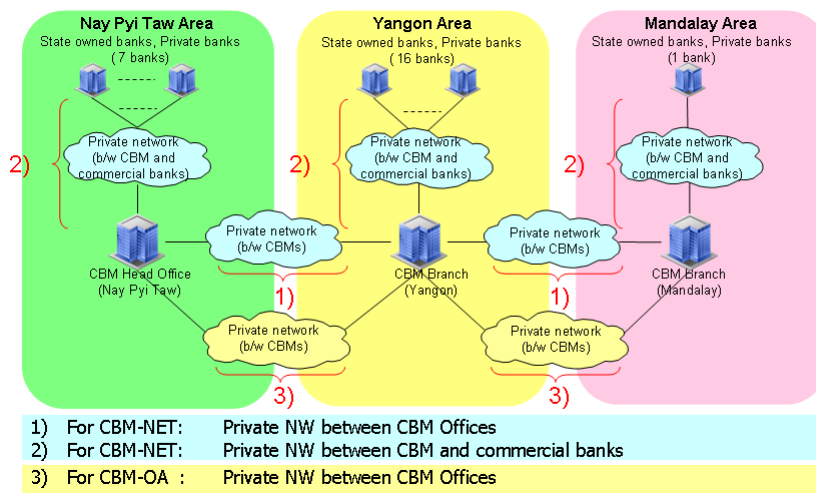 Nay Pyi Taw Area
State owned banks, Private banks
( 7 banks)
Yangon Area
State owned banks, Private banks
( 16 banks)
Mandalay Area
State owned banks, Private banks
(1 bank)
2)
Private network
(b/w CBM and
commercial banks)
2)
Private network
(b/w CBM and
commercial banks)
2)
Private network
(b/w CBM and
commercial banks)
CBM Head Office
(Nay Pyi Taw)
Private network
(b/w CBMs)
1)
CBM Branch
(Yangon)
Private network
(b/w CBMs)
1)
CBM Branch
(Mandalay)
Private network
(b/w CBMs)
3)
Private network
(b/w CBMs)
3)
1) For CBM-NET: Private NW between CBM Offices
2) For CBM-NET: Private NW between CBM and commercial banks
3) For CBM-OA : Private NW between CBM Offices